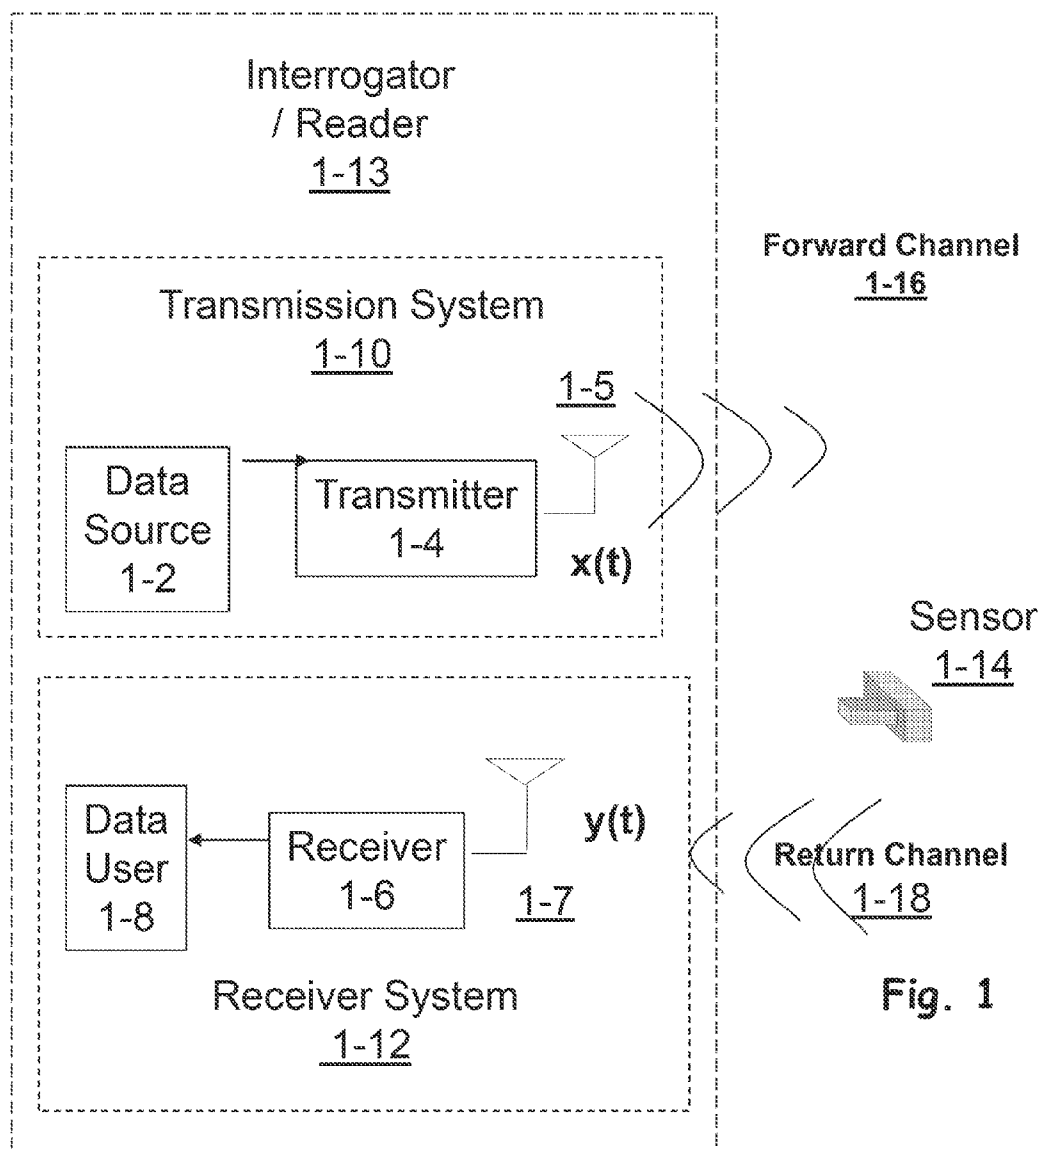 Interrogator
/ Reader
1-13
Forward Channel
1-16
Transmission System
1-10
1-5
Data
Source
1-2
Transmitter
1-4
x(t)
Sensor
1-14
Data
User
1-8
Receiver
1-6
y(t)
1-7
Return Channel
1-18
Receiver System
1-12
Fig. 1